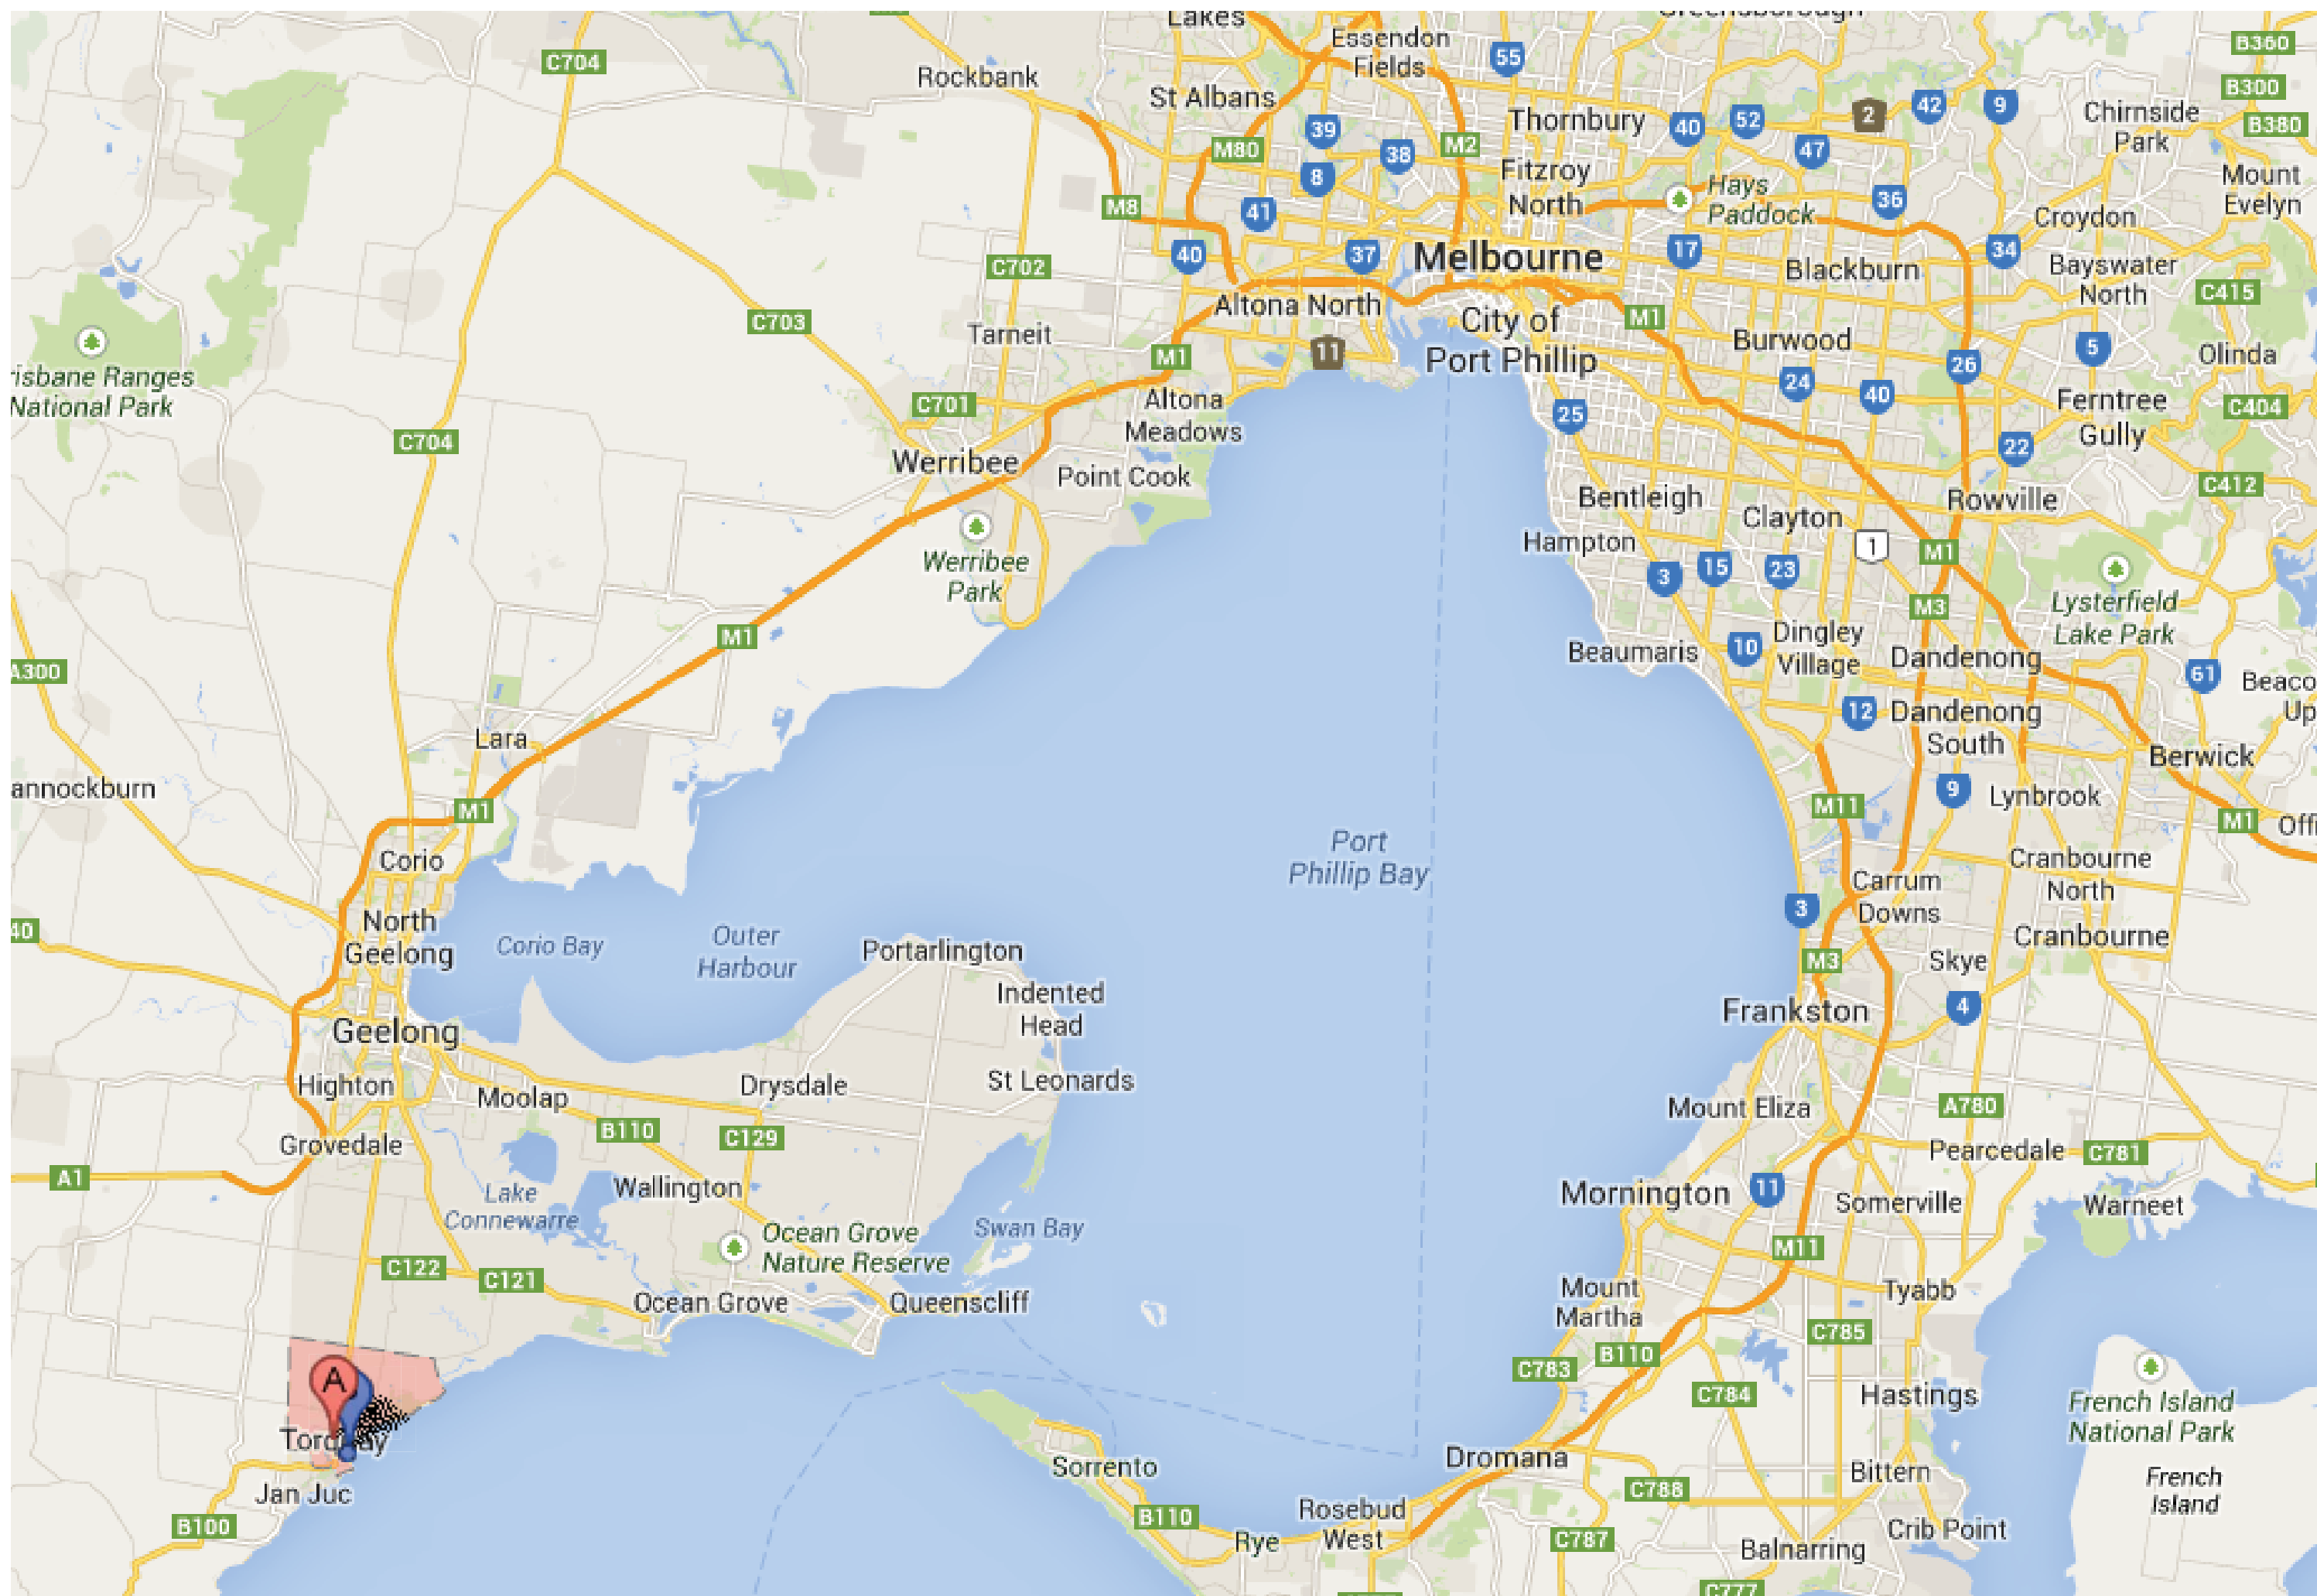 Lakes
Essendon
Fields
55
B360
C704
Rockbank
St Albans
B300
39
Thornbury
40
52
2
42
9
Chirnside
Park
B380
M80
M2
38
47
8
Fitzroy
North
Hays
Paddock
Mount
Evelyn
M8
41
36
Croydon
40
37
Melbourne
17
34
C702
Blackburn
Bayswater
North
C415
C703
Altona North
City of
Port Phillip
M1
Tarneit
Burwood
5
Olinda
11
M1
26
24
40
risbane Ranges
National Park
C701
Altona
Meadows
25
Ferntree
Gully
C404
C704
22
Werribee
Point Cook
C412
Bentleigh
Rowville
Clayton
Hampton
1
M1
Werribee
Park
3
15
23
M3
Lysterfield
Lake Park
M1
Dingley
Village
10
Beaumaris
Dandenong
A300
61
Beaco
Up
12
Dandenong
South
Lara
Berwick
annockburn
9
Lynbrook
M11
M1
M1
Offi
Port
Phillip Bay
Corio
Cranbourne
North
Carrum
Downs
3
North
Geelong
40
Corio Bay
Outer
Harbour
Portarlington
Cranbourne
M3
Skye
Indented
Head
Frankston
4
Geelong
Highton
Moolap
Drysdale
St Leonards
Mount Eliza
A780
B110
C129
Grovedale
Pearcedale
C781
A1
Wallington
Lake
Connewarre
Mornington
11
Somerville
Warneet
Ocean Grove
Nature Reserve
Swan Bay
M11
C122
C121
Ocean Grove
Queenscliff
Mount
Martha
Tyabb
C785
B110
C783
A
C784
Hastings
French Island
National Park
Torquay
Sorrento
Dromana
Bittern
French
Island
Jan Juc
C788
B100
B110
Rosebud
West
Rye
C787
Crib Point
Balnarring
C777